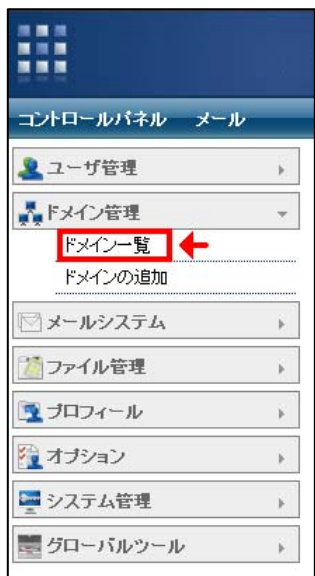 コントロールパネル メール
ユーザ管理
ドメイン管理
ドメイン一覧
ドメインの追加
メールシステム
ファイル管理
プロフィール
オプション
システム管理
グローバルツール